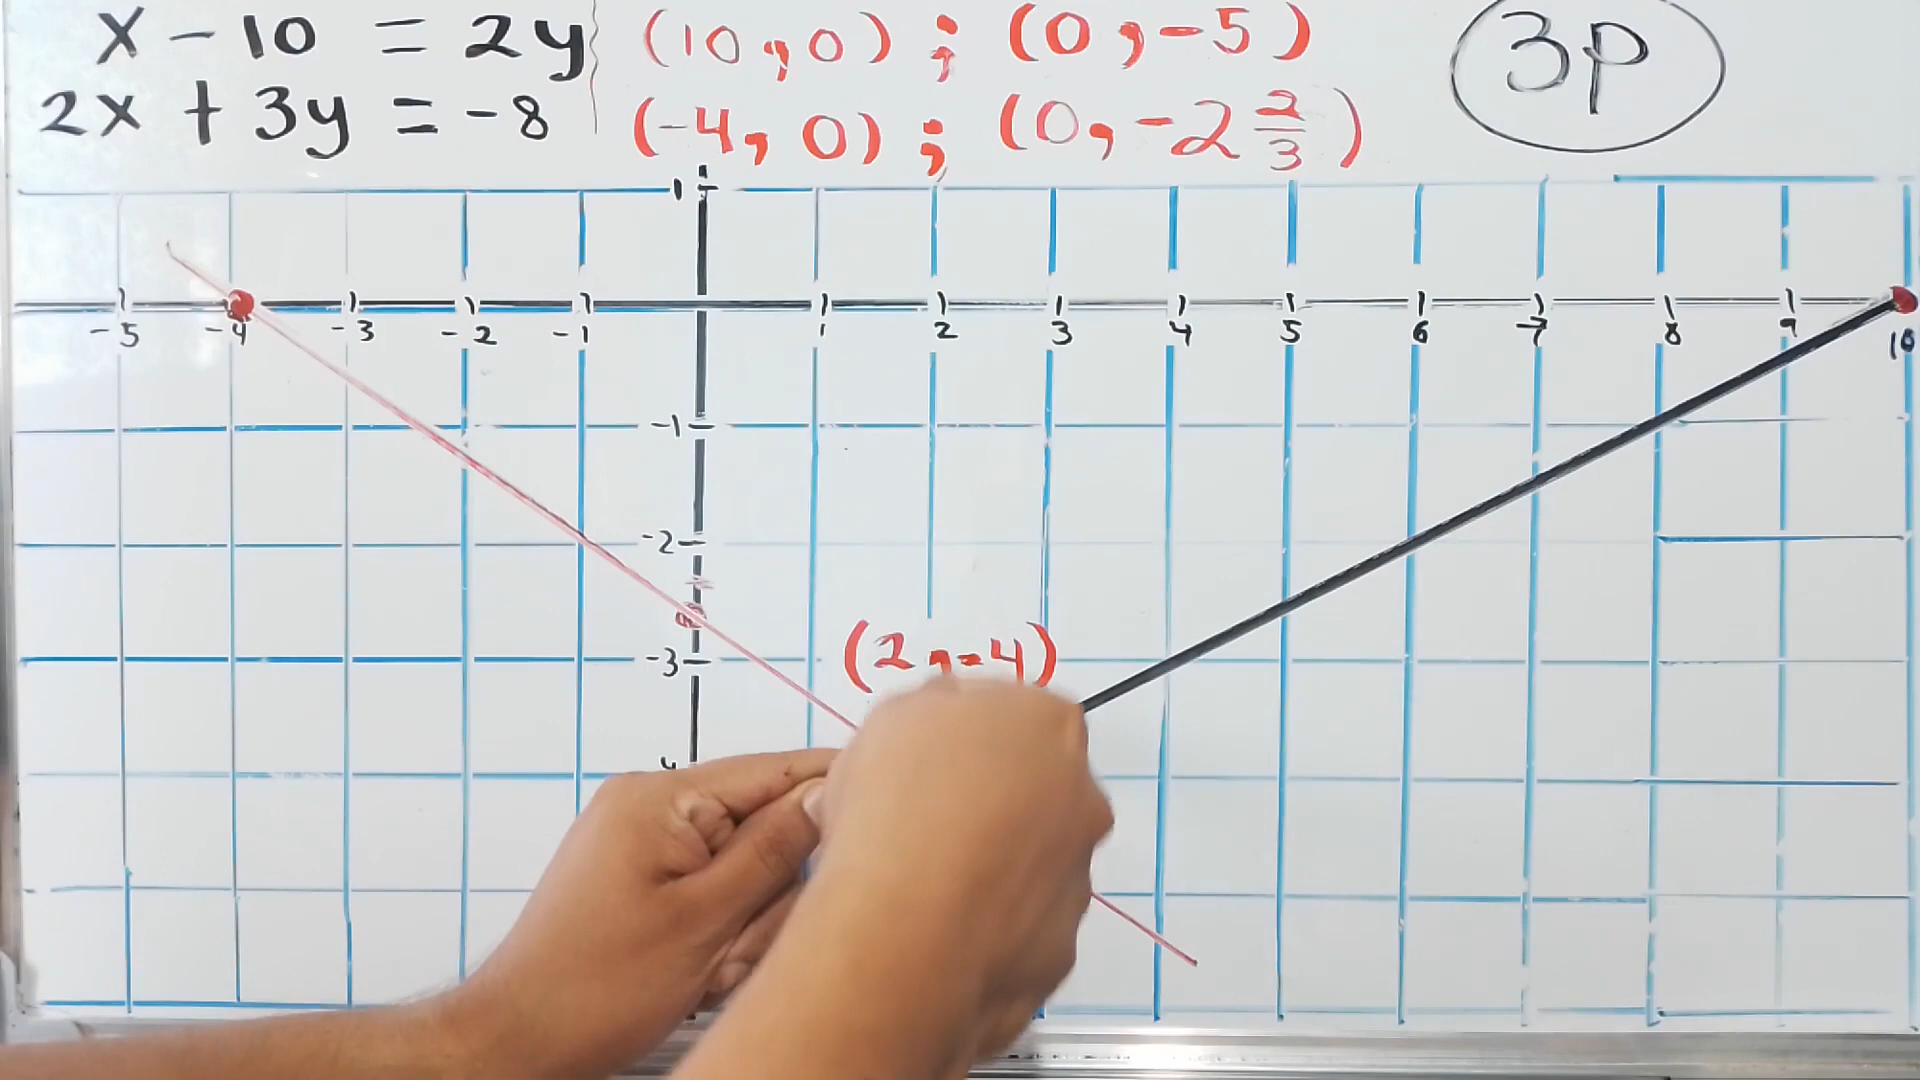 x - 10 = 2y (10,0) ; (0,-5) 3p
2x + 3y = -8 (-4,0) ; (0,-2 2/3)
1
-5 -4 -3 -2 -1 1 2 3 4 5 6 7 8 9 10
-1
-2
-3
(2,-4)